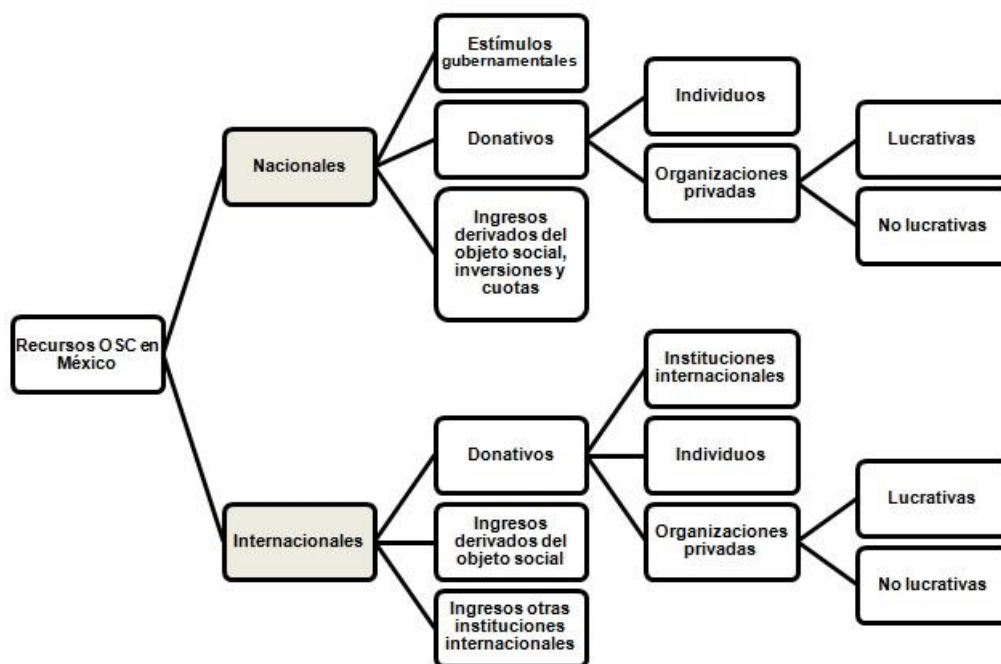 Recursos OSC en
México
Nacionales
Estímulos
gubernamentales
Donativos
Individuos
Organizaciones
privadas
Lucrativas
No lucrativas
Ingresos
derivados del
objeto social,
inversiones y
cuotas
Internacionales
Donativos
Instituciones
internacionales
Individuos
Organizaciones
privadas
Lucrativas
No lucrativas
Ingresos
derivados del
objeto social
Ingresos otras
instituciones
internacionales